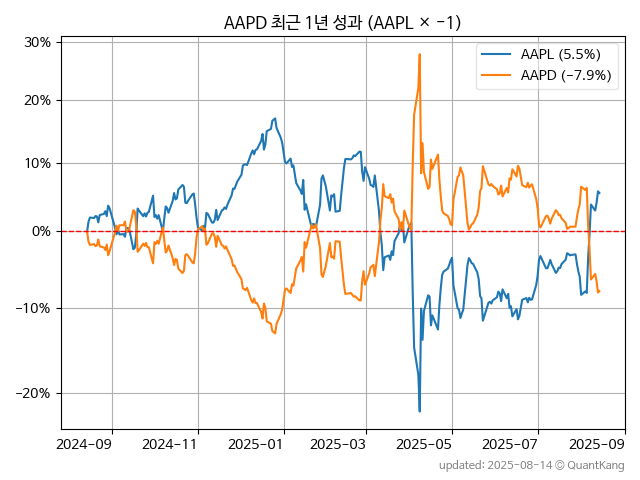 AAPD 최근 1년 성과 (AAPL × −1)
AAPL (5.5%)
AAPD (−7.9%)
30%
20%
10%
0%
−10%
−20%
2024-09 2024-11 2025-01 2025-03 2025-05 2025-07 2025-09
updated: 2025-08-14 © QuantKang